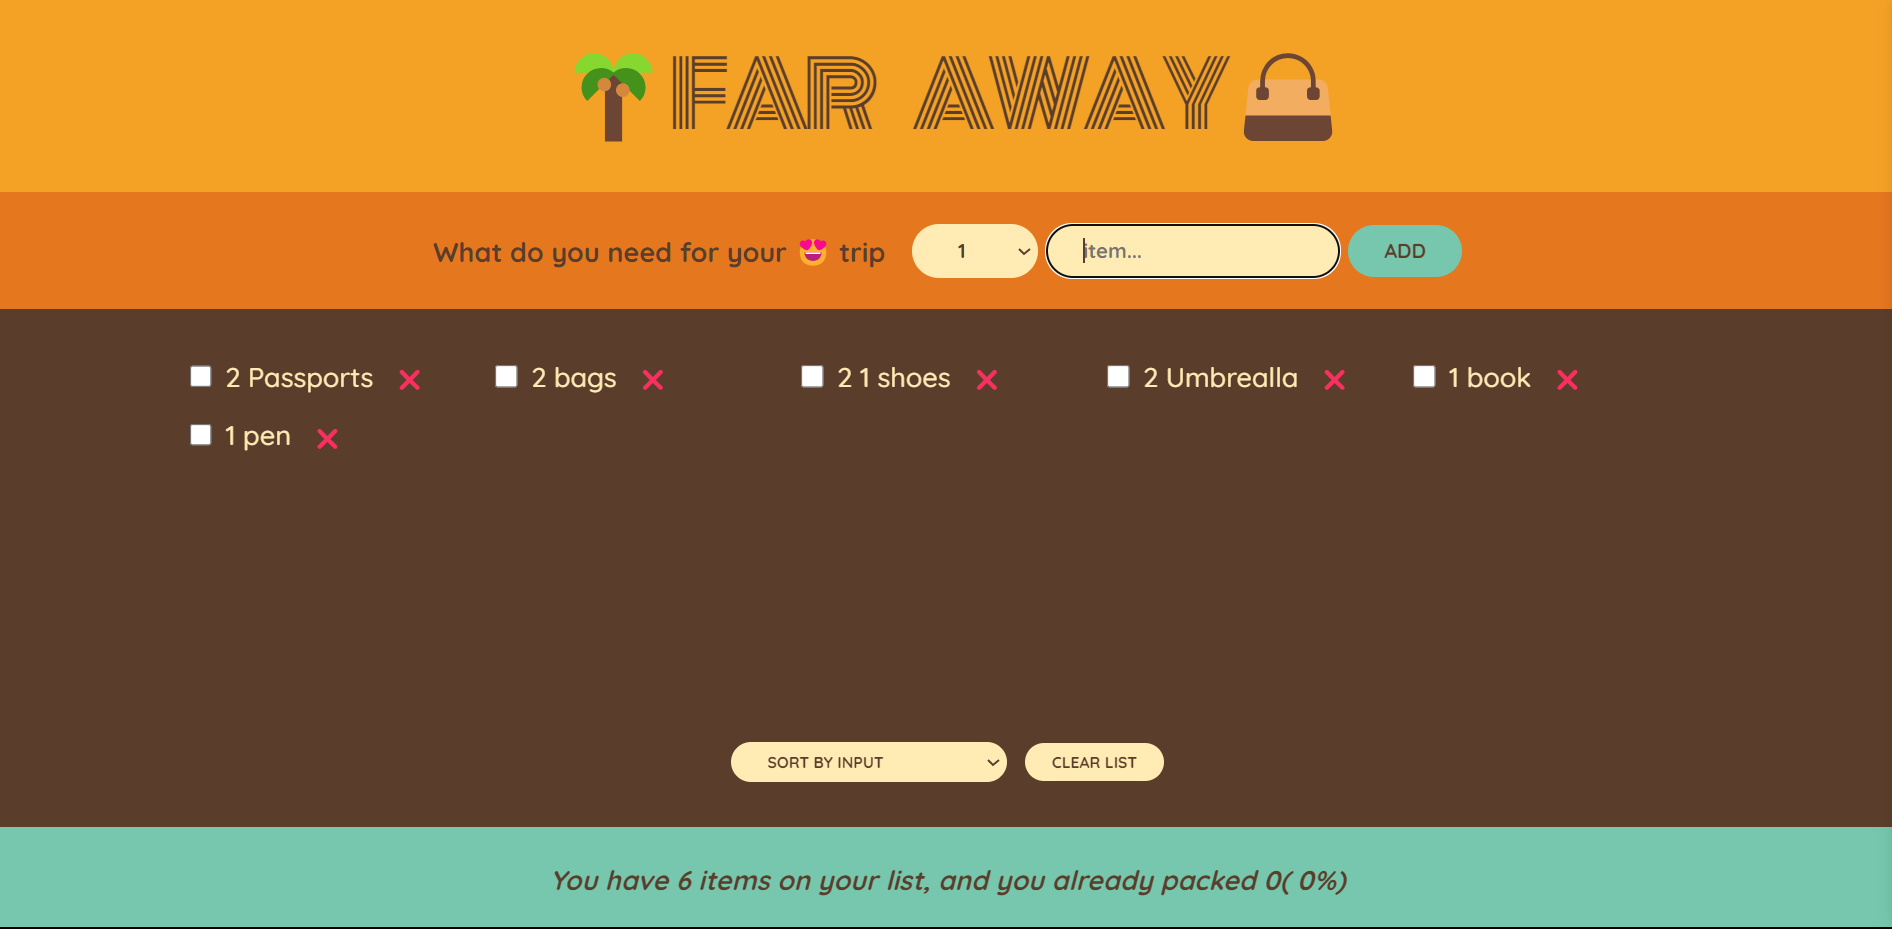 FAR AWAY
What do you need for your 😍 trip
1
item...
ADD
2 Passports ❌
2 bags ❌
2 1 shoes ❌
2 Umbrealla ❌
1 book ❌
1 pen ❌
SORT BY INPUT
CLEAR LIST
You have 6 items on your list, and you already packed 0( 0%)